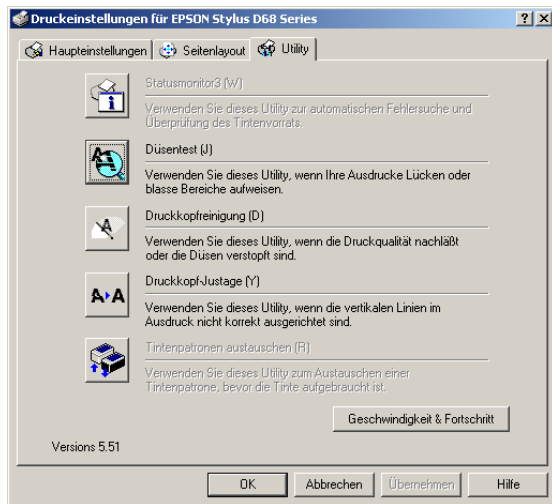 Druckeinstellungen für EPSON Stylus D68 Series
Haupteinstellungen
Seitenlayout
Utility
Statusmonitor3 (W)
Verwenden Sie dieses Utility zur automatischen Fehlersuche und
Überprüfung des Tintenvorrats.
Düsentest (J)
Verwenden Sie dieses Utility, wenn Ihre Ausdrucke Lücken oder
blasse Bereiche aufweisen.
Druckkopfreinigung (D)
Verwenden Sie dieses Utility, wenn die Druckqualität nachläßt
oder die Düsen verstopft sind.
Druckkopf-Justage (Y)
Verwenden Sie dieses Utility, wenn die vertikalen Linien im
Ausdruck nicht korrekt ausgerichtet sind.
Tintenpatronen austauschen (R)
Verwenden Sie dieses Utility zum Austauschen einer
Tintenpatrone, bevor die Tinte aufgebraucht ist.
Geschwindigkeit & Fortschritt
Versions 5.51
OK
Abbrechen
Übernehmen
Hilfe